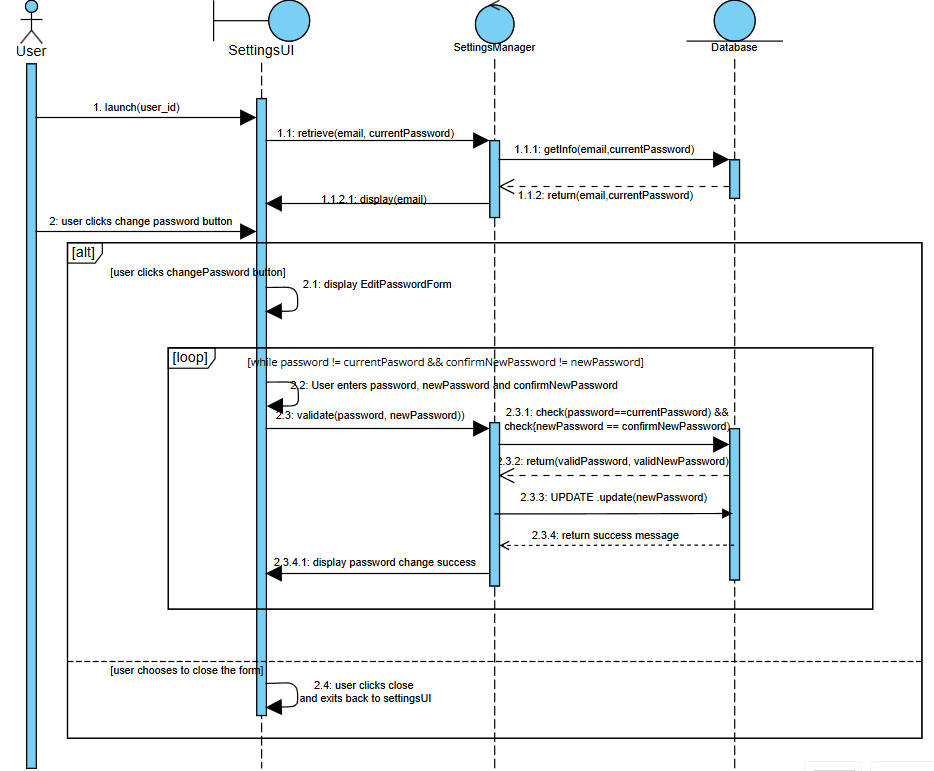 User
SettingsUI
SettingsManager
Database
1. launch(user_id)
1.1: retrieve(email, currentPassword)
1.1.1: getInfo(email,currentPassword)
1.1.2: return(email,currentPassword)
1.1.2.1: display(email)
2: user clicks change password button
[alt]
[user clicks changePassword button]
2.1: display EditPasswordForm
[loop]
[while password != currentPasword && confirmNewPassword != newPassword]
2.2: User enters password, newPassword and confirmNewPassword
2.3: validate(password, newPassword))
2.3.1: check(password==currentPassword) &&
check{newPassword == confirmNewPassword)
2.3.2: return(validPassword, validNewPassword)
2.3.3: UPDATE .update(newPassword)
2.3.4: return success message
2.3.4.1: display password change success
[user chooses to close the form]
2.4: user clicks close
and exits back to settingsUI